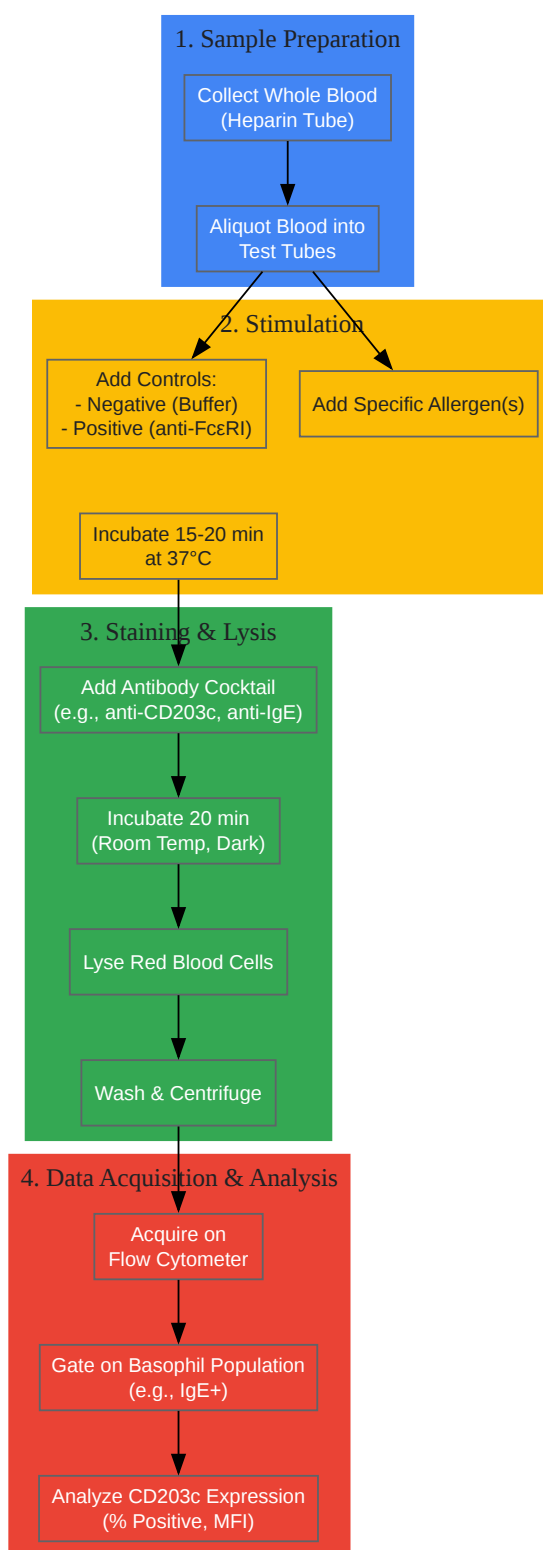 1. Sample Preparation
Collect Whole Blood
(Heparin Tube)
Aliquot Blood into
Test Tubes
2. Stimulation
Add Controls:
- Negative (Buffer)
- Positive (anti-FcεRI)
Add Specific Allergen(s)
Incubate 15-20 min
at 37°C
3. Staining & Lysis
Add Antibody Cocktail
(e.g., anti-CD203c, anti-IgE)
Incubate 20 min
(Room Temp, Dark)
Lyse Red Blood Cells
Wash & Centrifuge
4. Data Acquisition & Analysis
Acquire on
Flow Cytometer
Gate on Basophil Population
(e.g., IgE+)
Analyze CD203c Expression
(% Positive, MFI)